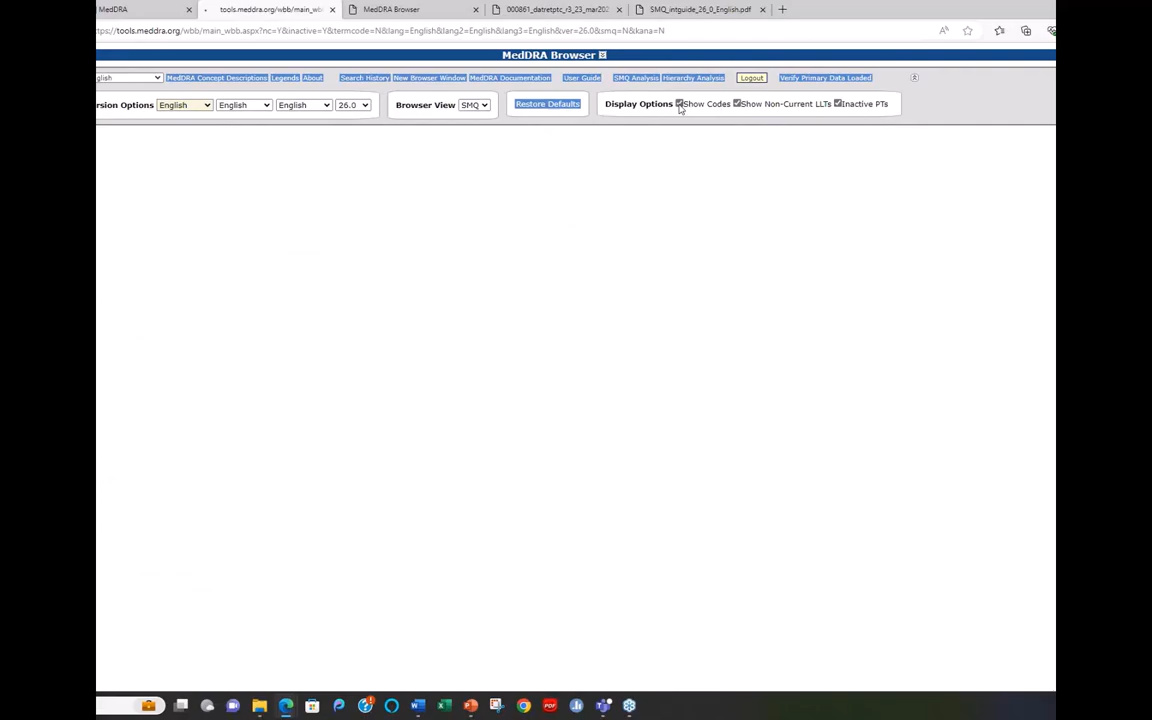 MedDRA
tools.meddra.org/wbb/main_wb
MedDRA Browser
000861_datretptc_r3_23_mar202
SMQ_intguide_26_0_English.pdf
ttps://tools.meddra.org/wbb/main_wbb.aspx?nc=Y&inactive=Y&termcode=N&lang=English&lang2=English&lang3=English&ver=26.0&smq=N&kana=N
MedDRA Browser
glish MedDRA Concept Descriptions Legends About Search History New Browser Window MedDRA Documentation User Guide SMQ Analysis Hierarchy Analysis Logout Verify Primary Data Loaded
rsion Options English English English 26.0 Browser View SMQ Restore Defaults Display Options Show Codes Show Non-Current LLTs Inactive PTs